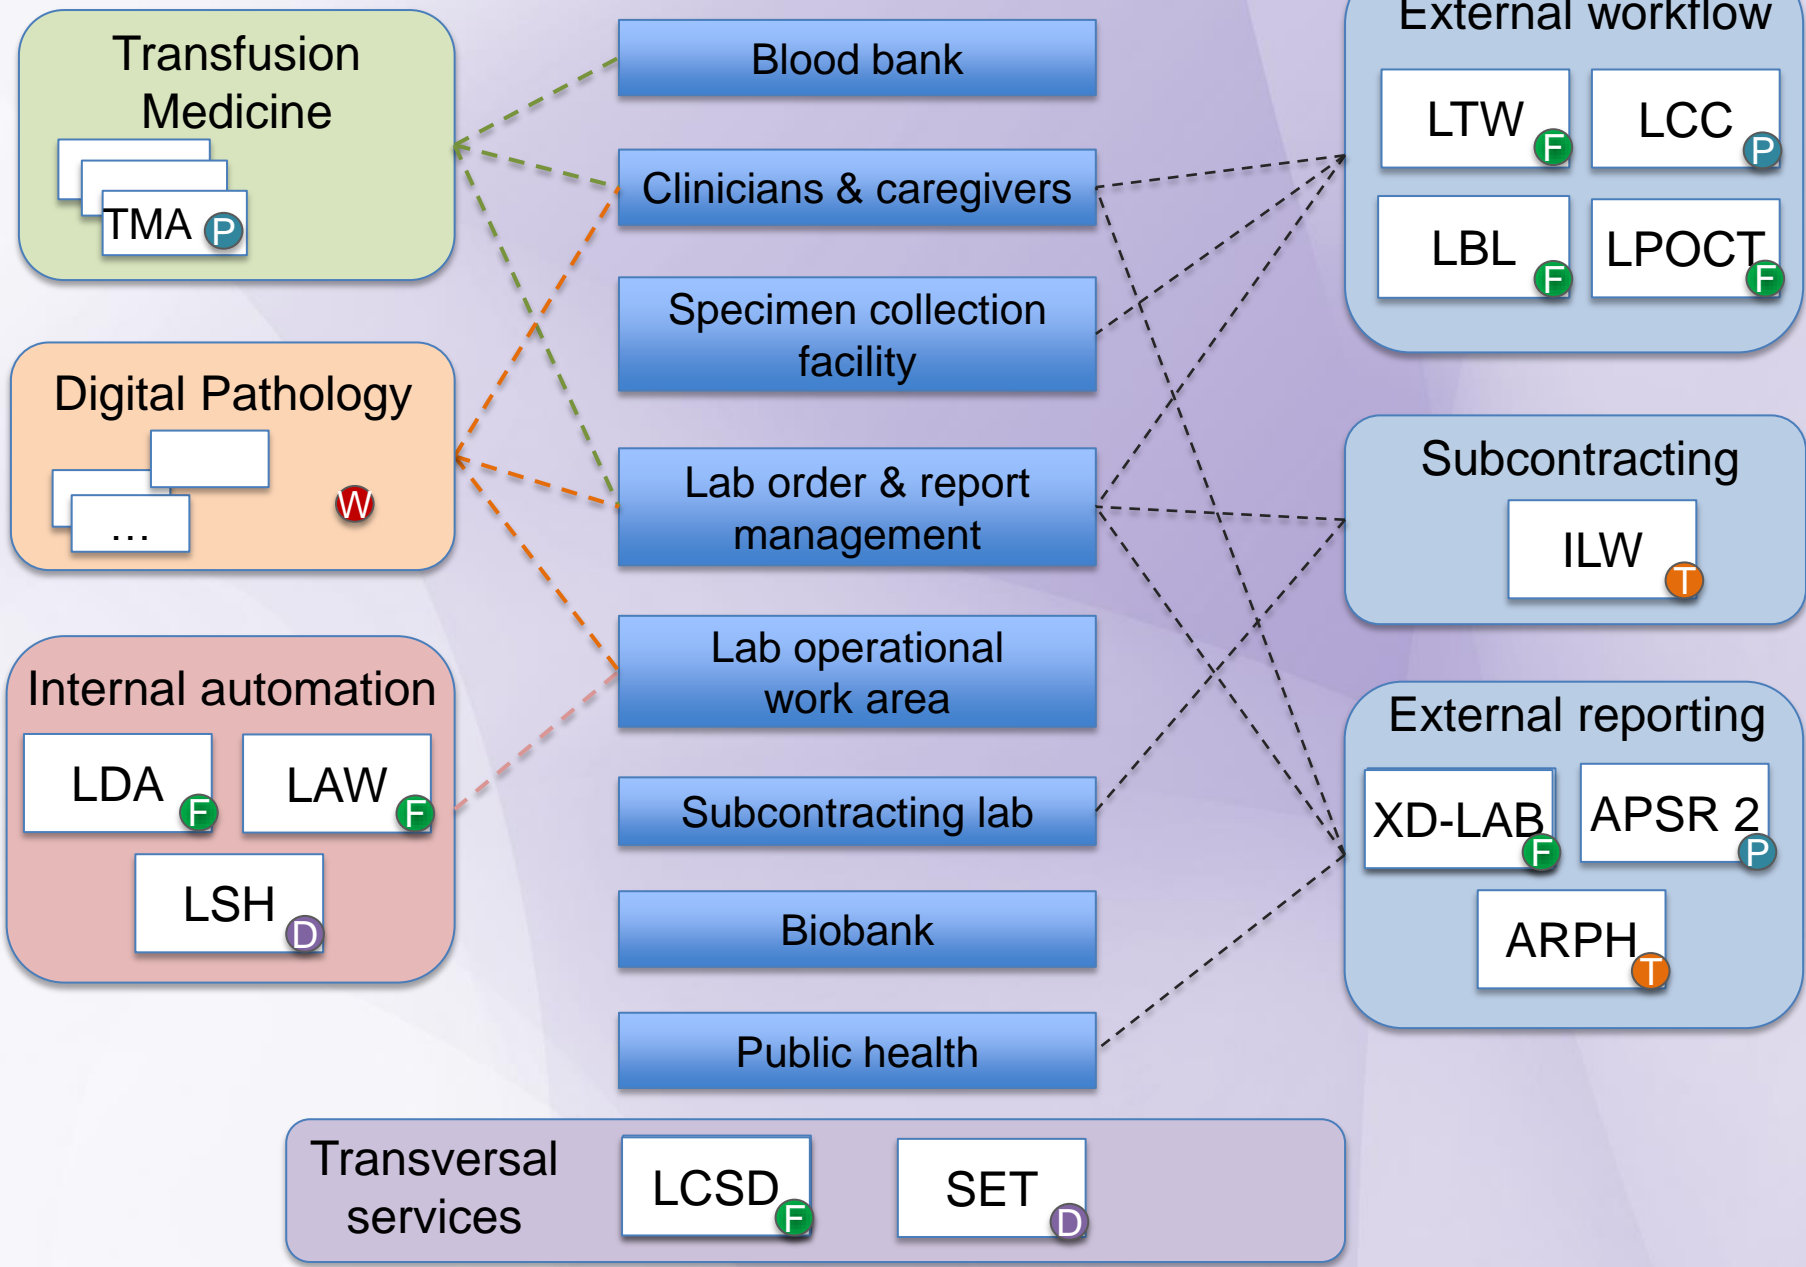 Transfusion
Medicine
TMA P
Digital Pathology
W
...
Internal automation
LDA F
LAW F
LSH D
Blood bank
Clinicians & caregivers
Specimen collection
facility
Lab order & report
management
Lab operational
work area
Subcontracting lab
Biobank
Public health
External workflow
LTW F
LCC P
LBL F
LPOCT F
Subcontracting
ILW T
External reporting
XD-LAB F
APSR 2 P
ARPH T
Transversal
services
LCSD F
SET D